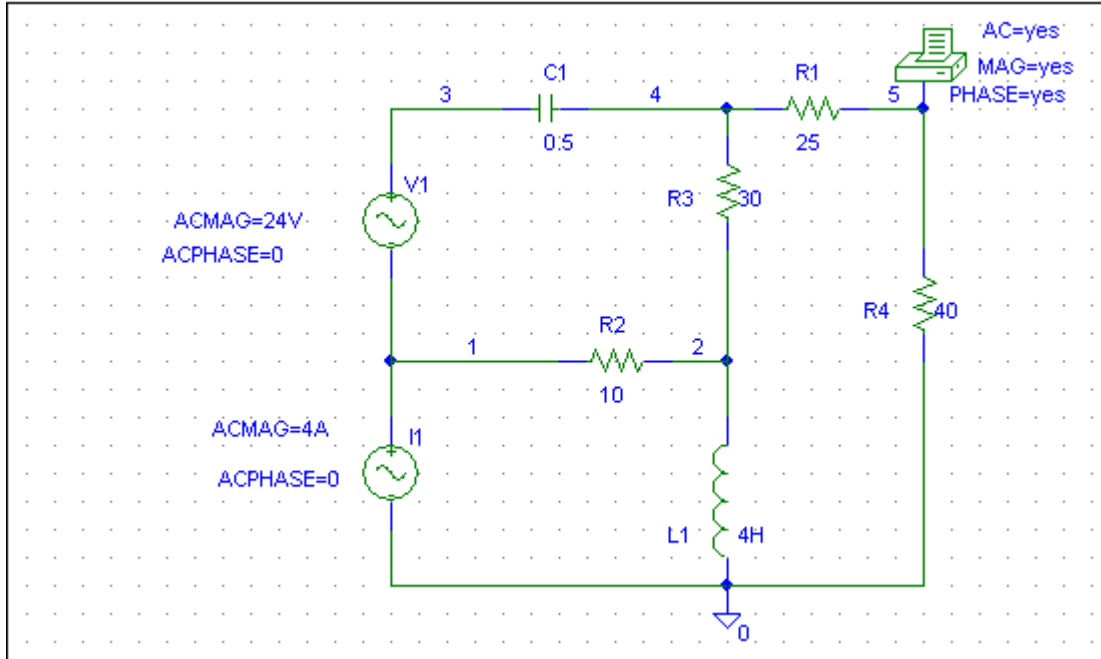 AC=yes
MAG=yes
PHASE=yes
C1
R1
3
4
5
0.5
25
V1
R3
30
ACMAG=24V
ACPHASE=0
R4
40
R2
1
2
10
ACMAG=4A
I1
ACPHASE=0
L1
4H
0